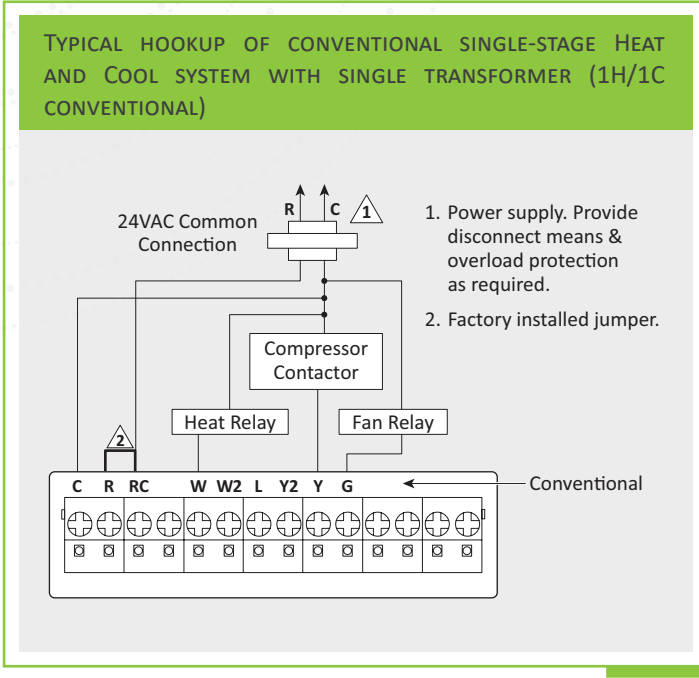 TYPICAL HOOKUP OF CONVENTIONAL SINGLE-STAGE HEAT
AND COOL SYSTEM WITH SINGLE TRANSFORMER (1H/1C
CONVENTIONAL)
R C 1
24VAC Common
Connection
1. Power supply. Provide
disconnect means &
overload protection
as required.
2. Factory installed jumper.
Compressor
Contactor
Heat Relay
Fan Relay
2
C R RC W W2 L Y2 Y G
Conventional